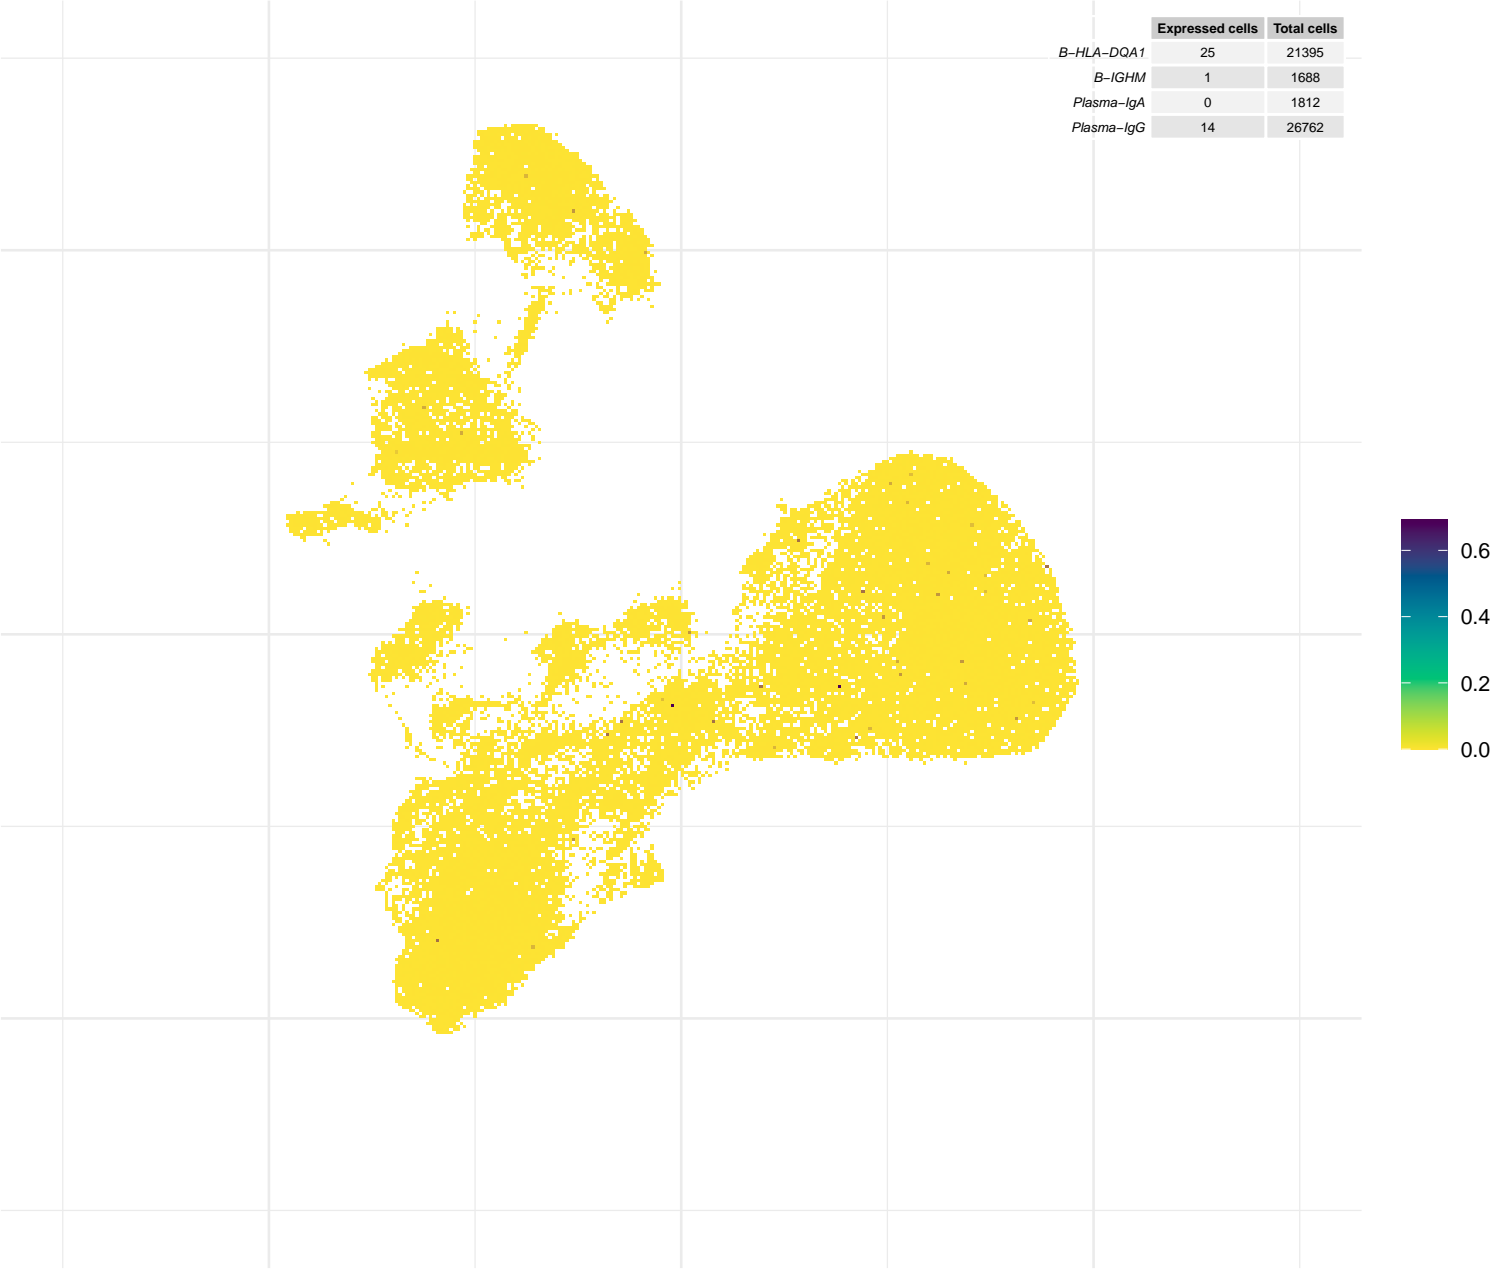 Expressed cells Total cells
B−HLA−DQA1 25 21395
B−IGHM 1 1688
Plasma−IgA 0 1812
Plasma−IgG 14 26762
0.6
0.4
0.2
0.0